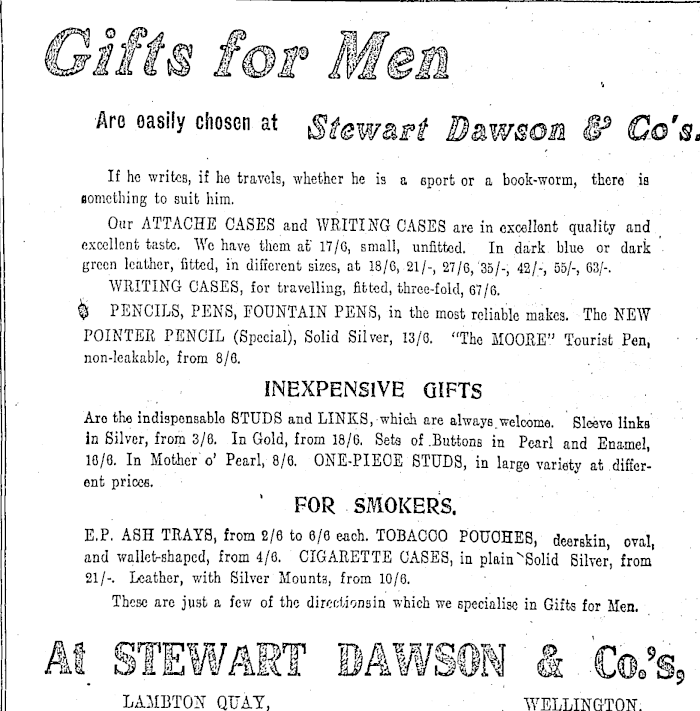 Gifts for Men
Are easily chosen at Stewart Dawson & Co's.
If he writes, if he travels, whether he is a sport or a book-worm, there is
something to suit him.
Our ATTACHE CASES and WRITING CASES are in excellent quality and
excellent taste. We have them at 17/6, small, unfitted. In dark blue or dark
green leather, fitted, in different sizes, at 18/6, 21/-, 27/6, 35/-, 42/-, 55/-, 63/-.
WRITING CASES, for travelling, fitted, three-fold, 67/6.
PENCILS, PENS, FOUNTAIN PENS, in the most reliable makes. The NEW
POINTER PENCIL (Special), Solid Silver, 13/6. "The MOORE" Tourist Pen,
non-leakable, from 8/6.
INEXPENSIVE GIFTS
Are the indispensable STUDS and LINKS, which are always welcome. Sleeve links
in Silver, from 3/6. In Gold, from 18/6. Sets of Buttons in Pearl and Enamel,
16/6. In Mother o' Pearl, 8/6. ONE-PIECE STUDS, in large variety at differ-
ent prices.
FOR SMOKERS.
E.P. ASH TRAYS, from 2/6 to 6/6 each. TOBACCO POUCHES, deerskin, oval,
and wallet-shaped, from 4/6. CIGARETTE CASES, in plain Solid Silver, from
21/-. Leather, with Silver Mounts, from 10/6.
These are just a few of the directionsin which we specialise in Gifts for Men.
At STEWART DAWSON & Co.'s,
LAMBTON QUAY, WELLINGTON.